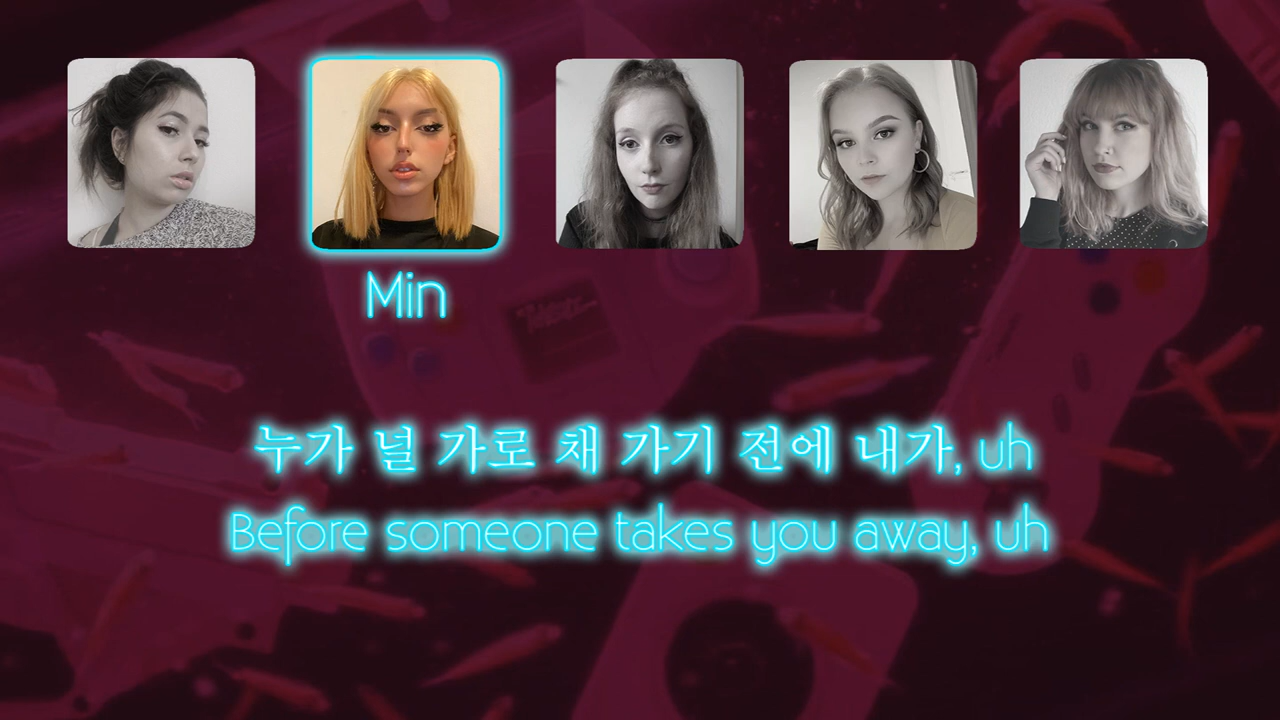 Min
누가 널 가로 채 가기 전에 내가, uh
Before someone takes you away, uh